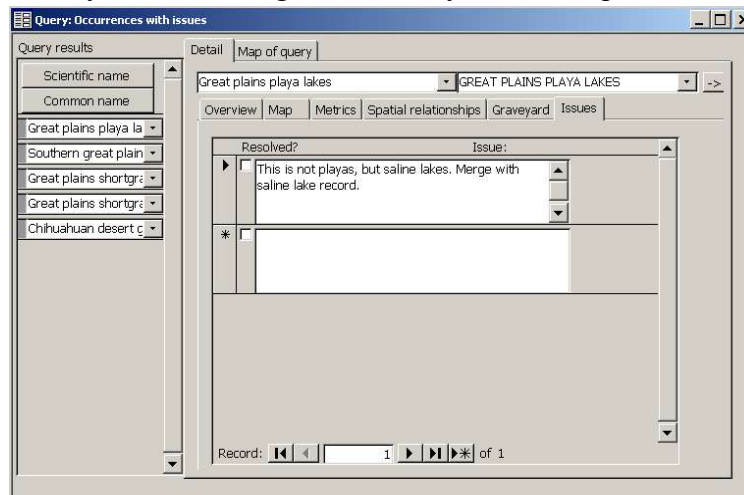 Query: Occurrences with issues
Query results
Detail
Map of query
Scientific name
Common name
Great plains playa la
Southern great plain
Great plains shortgra
Great plains shortgra
Chihuahuan desert g
Great plains playa lakes
GREAT PLAINS PLAYA LAKES
->
Overview
Map
Metrics
Spatial relationships
Graveyard
Issues
Resolved?
Issue:
This is not playas, but saline lakes. Merge with
saline lake record.
Record:
1
of 1